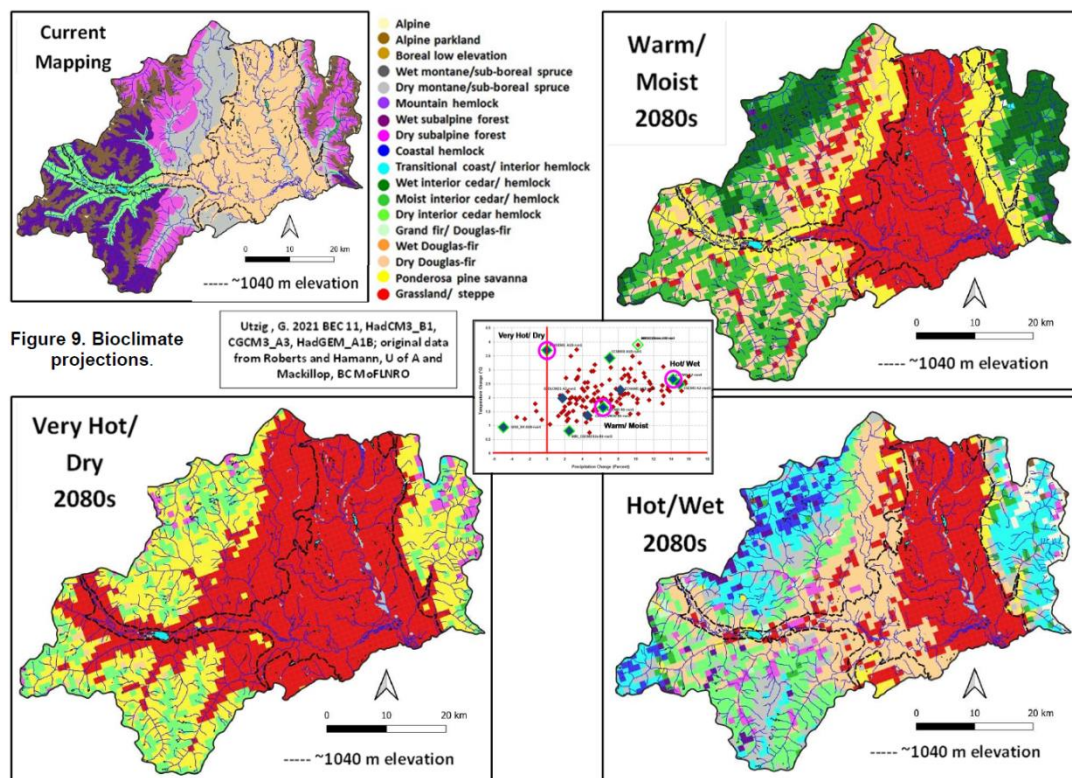 Current
Mapping
Alpine
Alpine parkland
Boreal low elevation
Wet montane/sub-boreal spruce
Dry montane/sub-boreal spruce
Mountain hemlock
Wet subalpine forest
Dry subalpine forest
Coastal hemlock
Transitional coast/ interior hemlock
Wet interior cedar/ hemlock
Moist interior cedar/ hemlock
Dry interior cedar hemlock
Grand fir/ Douglas-fir
Wet Douglas-fir
Dry Douglas-fir
Ponderosa pine savanna
Grassland/ steppe
0 10 20 km
~1040 m elevation
Warm/
Moist
2080s
0 10 20 km
~1040 m elevation
Figure 9. Bioclimate
projections.
Utzig , G. 2021 BEC 11, HadCM3_B1,
CGCM3_A3, HadGEM_A1B; original data
from Roberts and Hamann, U of A and
Mackillop, BC MoFLNRO
Very Hot/ Dry
Hot/ Wet
Warm/ Moist
Temperature Change (°C)
Precipitation Change (Percent)
Very Hot/
Dry
2080s
0 10 20 km
~1040 m elevation
Hot/Wet
2080s
0 10 20 km
~1040 m elevation